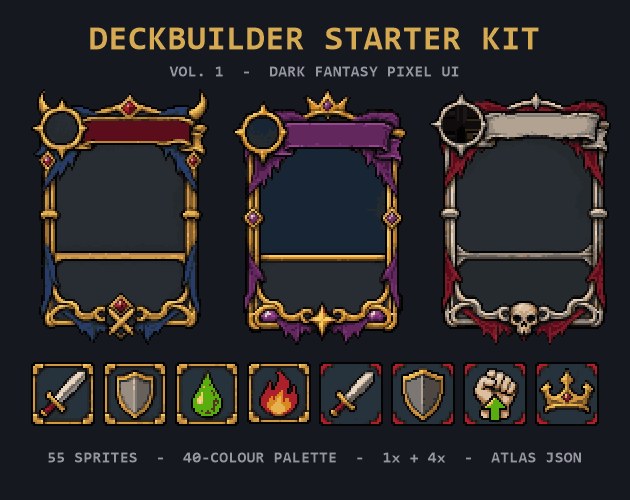 DECKBUILDER STARTER KIT
VOL. 1 - DARK FANTASY PIXEL UI
55 SPRITES - 40-COLOUR PALETTE - 1x + 4x - ATLAS JSON